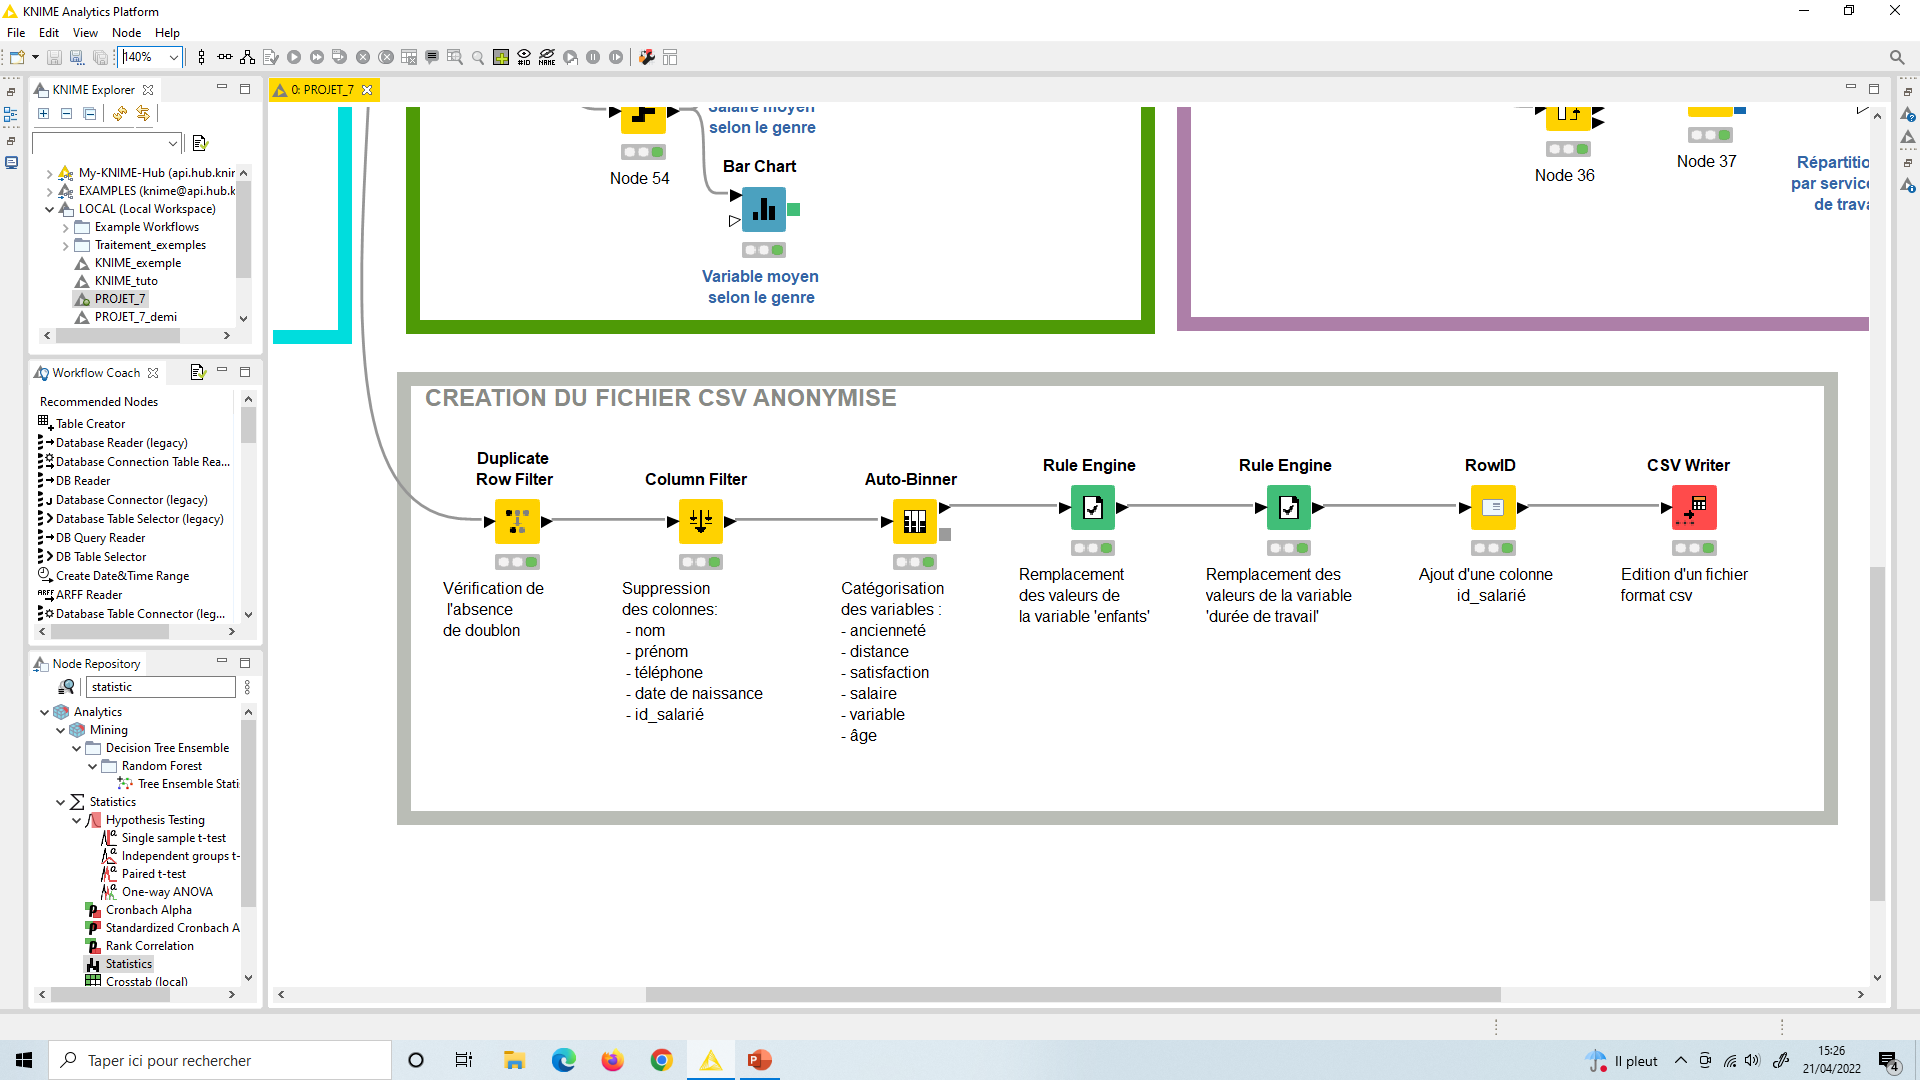 KNIME Analytics Platform
File Edit View Node Help
140%
#ID
NAME
KNIME Explorer
0: PROJET_7
My-KNIME-Hub (api.hub.knir
EXAMPLES (knime@api.hub.k
LOCAL (Local Workspace)
Example Workflows
Traitement_exemples
KNIME_exemple
KNIME_tuto
PROJET_7
PROJET_7_demi
Workflow Coach
Recommended Nodes
Table Creator
Database Reader (legacy)
Database Connection Table Rea...
DB Reader
Database Connector (legacy)
Database Table Selector (legacy)
DB Query Reader
DB Table Selector
Create Date&Time Range
ARFF Reader
Database Table Connector (leg...
Node Repository
statistic
Analytics
Mining
Decision Tree Ensemble
Random Forest
Tree Ensemble Stati
Statistics
Hypothesis Testing
Single sample t-test
Independent groups t-
Paired t-test
One-way ANOVA
Cronbach Alpha
Standardized Cronbach A
Rank Correlation
Statistics
Crosstab (local)
Salaire moyen
selon le genre
Node 54
Bar Chart
Variable moyen
selon le genre
Node 36
Node 37
Répartitio
par service
de trava
CREATION DU FICHIER CSV ANONYMISE
Duplicate
Row Filter
Vérification de
l'absence
de doublon
Column Filter
Suppression
des colonnes:
- nom
- prénom
- téléphone
- date de naissance
- id_salarié
Auto-Binner
Catégorisation
des variables :
- ancienneté
- distance
- satisfaction
- salaire
- variable
- âge
Rule Engine
Remplacement
des valeurs de
la variable 'enfants'
Rule Engine
Remplacement des
valeurs de la variable
'durée de travail'
RowID
Ajout d'une colonne
id_salarié
CSV Writer
Edition d'un fichier
format csv
Taper ici pour rechercher
Il pleut
15:26
21/04/2022
4